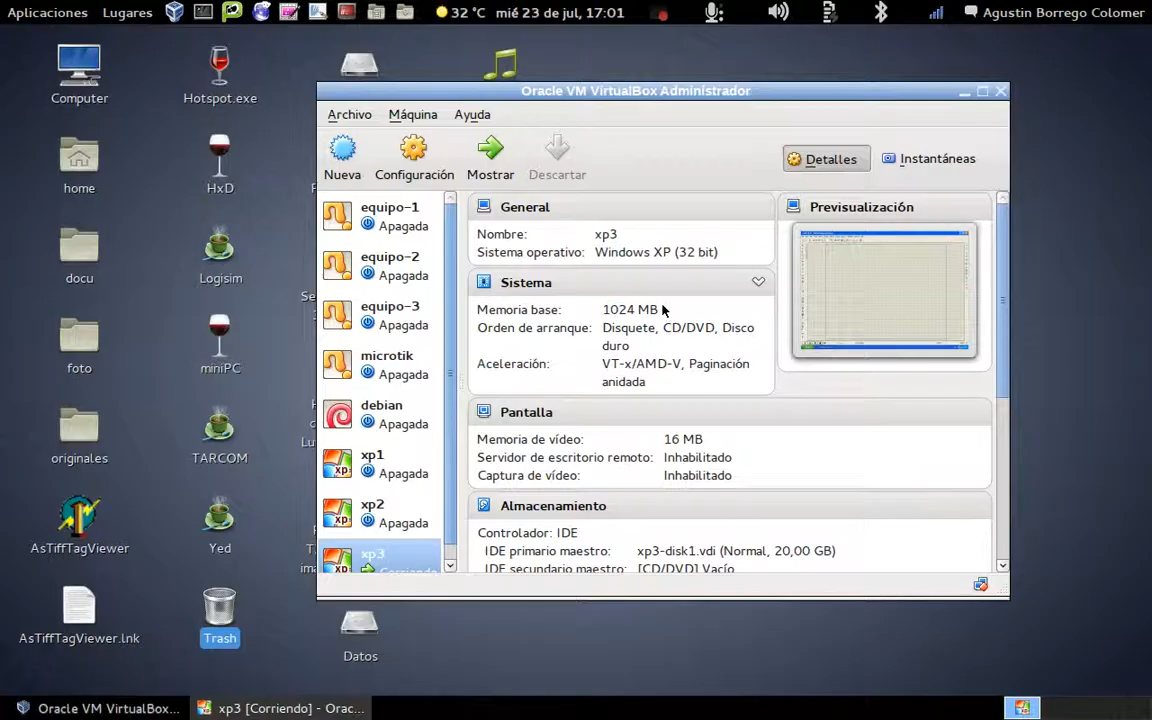 Aplicaciones Lugares 32 °C mié 23 de jul, 17:01 Agustin Borrego Colomer
Computer
Hotspot.exe
home
HxD
docu
Logisim
foto
miniPC
originales
TARCOM
AsTiffTagViewer
Yed
AsTiffTagViewer.lnk
Trash
Datos
Oracle VM VirtualBox Administrador
Archivo Máquina Ayuda
Nueva Configuración Mostrar Descartar
Detalles Instantáneas
equipo-1
Apagada
equipo-2
Apagada
equipo-3
Apagada
microtik
Apagada
debian
Apagada
xp1
Apagada
xp2
Apagada
xp3
Corriendo
General
Nombre: xp3
Sistema operativo: Windows XP (32 bit)
Previsualización
Sistema
Memoria base: 1024 MB
Orden de arranque: Disquete, CD/DVD, Disco
duro
Aceleración: VT-x/AMD-V, Paginación
anidada
Pantalla
Memoria de vídeo: 16 MB
Servidor de escritorio remoto: Inhabilitado
Captura de vídeo: Inhabilitado
Almacenamiento
Controlador: IDE
IDE primario maestro: xp3-disk1.vdi (Normal, 20,00 GB)
IDE secundario maestro: [CD/DVD] Vacío
Oracle VM VirtualBox...
xp3 [Corriendo] - Orac...